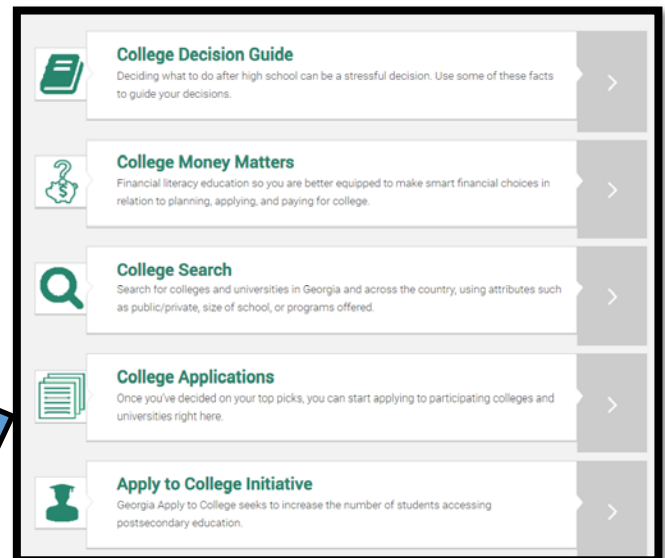 College Decision Guide
Deciding what to do after high school can be a stressful decision. Use some of these facts
to guide your decisions.
College Money Matters
Financial literacy education so you are better equipped to make smart financial choices in
relation to planning, applying, and paying for college.
College Search
Search for colleges and universities in Georgia and across the country, using attributes such
as public/private, size of school, or programs offered.
College Applications
Once you've decided on your top picks, you can start applying to participating colleges and
universities right here.
Apply to College Initiative
Georgia Apply to College seeks to increase the number of students accessing
postsecondary education.